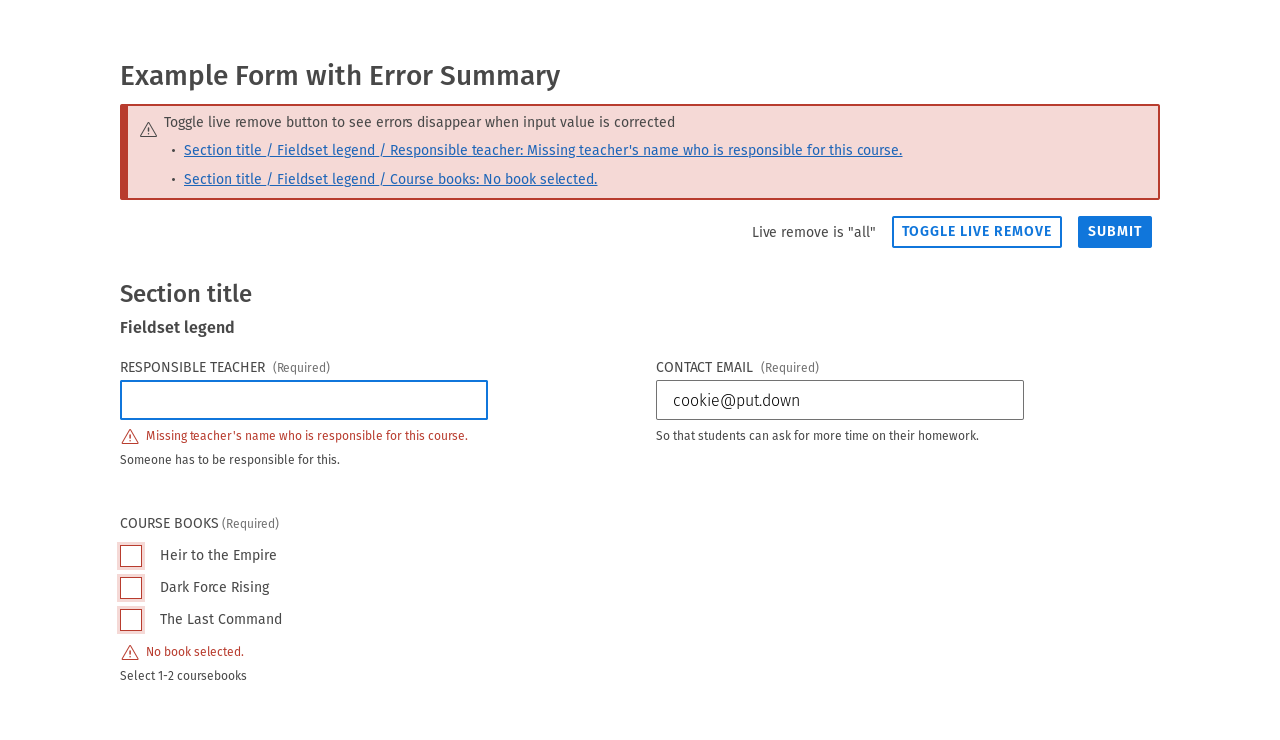 Example Form with Error Summary
Toggle live remove button to see errors disappear when input value is corrected
• Section title / Fieldset legend / Responsible teacher: Missing teacher's name who is responsible for this course.
• Section title / Fieldset legend / Course books: No book selected.
Live remove is "all" TOGGLE LIVE REMOVE SUBMIT
Section title
Fieldset legend
RESPONSIBLE TEACHER (Required) CONTACT EMAIL (Required)
cookie@put.down
Missing teacher's name who is responsible for this course. So that students can ask for more time on their homework.
Someone has to be responsible for this.
COURSE BOOKS (Required)
Heir to the Empire
Dark Force Rising
The Last Command
No book selected.
Select 1-2 coursebooks